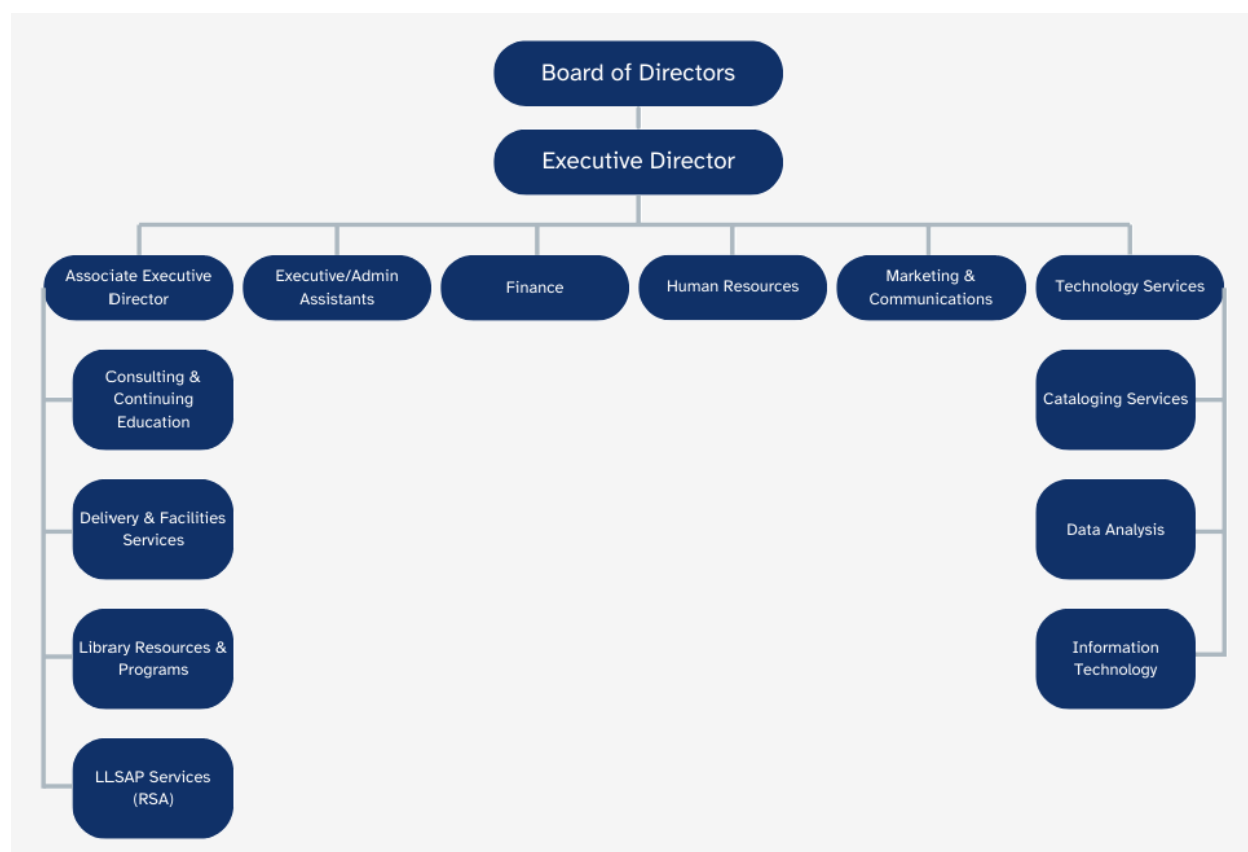 Board of Directors
Executive Director
Associate Executive
Director
Executive/Admin
Assistants
Finance
Human Resources
Marketing &
Communications
Technology Services
Consulting &
Continuing
Education
Delivery & Facilities
Services
Library Resources &
Programs
LLSAP Services
(RSA)
Cataloging Services
Data Analysis
Information
Technology